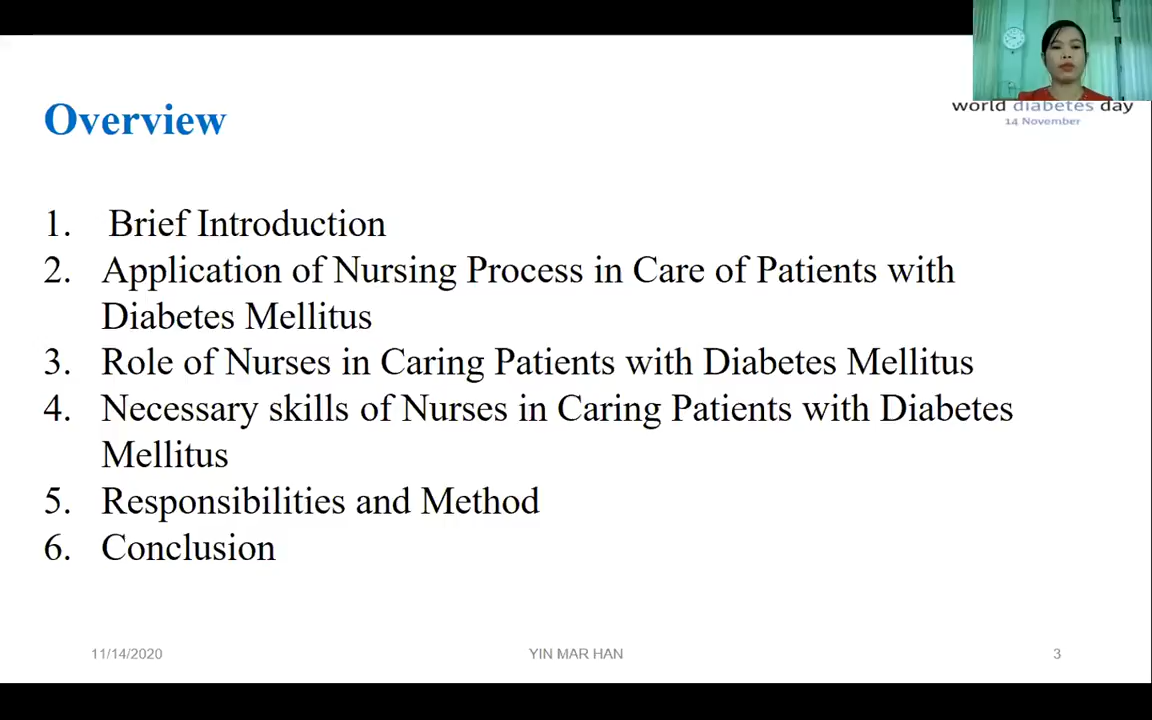 world diabetes day
14 November
Overview
1. Brief Introduction
2. Application of Nursing Process in Care of Patients with
Diabetes Mellitus
3. Role of Nurses in Caring Patients with Diabetes Mellitus
4. Necessary skills of Nurses in Caring Patients with Diabetes
Mellitus
5. Responsibilities and Method
6. Conclusion
11/14/2020 YIN MAR HAN 3